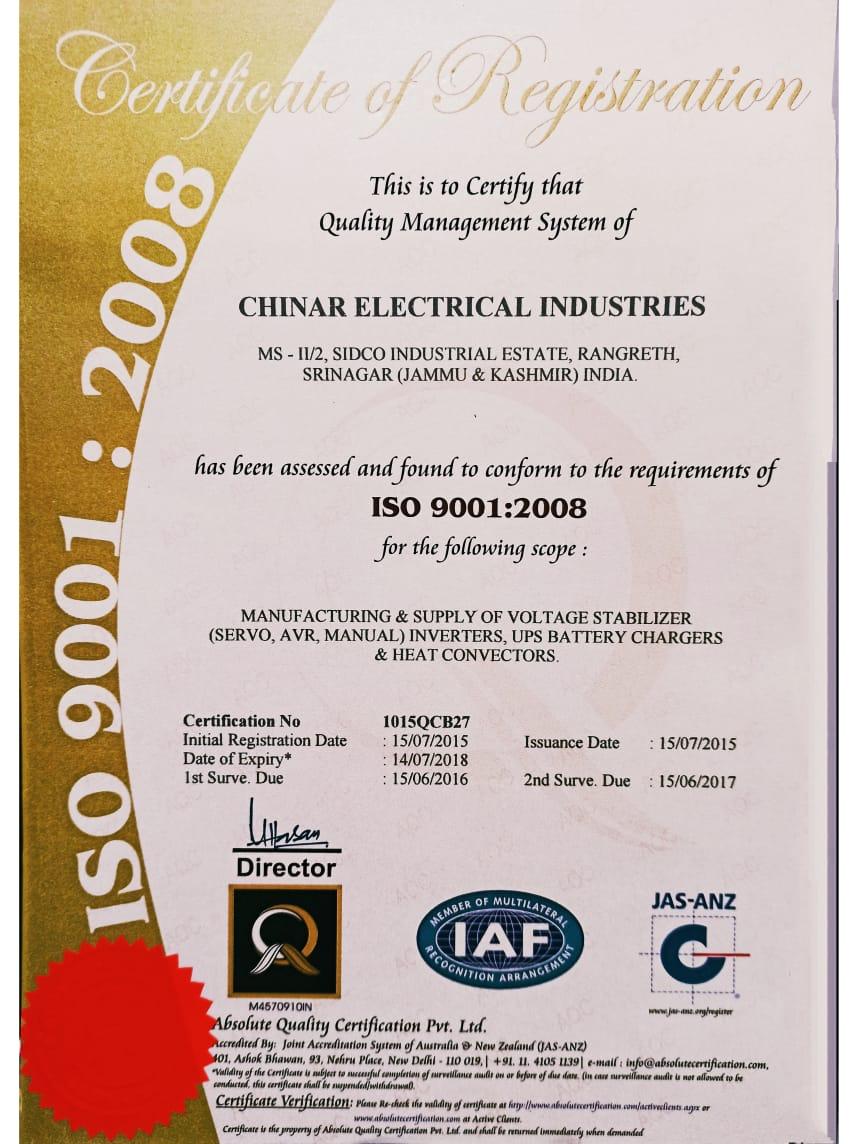 Certificate of Registration
This is to Certify that
Quality Management System of
CHINAR ELECTRICAL INDUSTRIES
MS - II/2, SIDCO INDUSTRIAL ESTATE, RANGRETH,
SRINAGAR (JAMMU & KASHMIR) INDIA.
has been assessed and found to conform to the requirements of
ISO 9001:2008
for the following scope :
MANUFACTURING & SUPPLY OF VOLTAGE STABILIZER
(SERVO, AVR, MANUAL) INVERTERS, UPS BATTERY CHARGERS
& HEAT CONVECTORS.
Certification No 1015QCB27
Initial Registration Date : 15/07/2015 Issuance Date : 15/07/2015
Date of Expiry* : 14/07/2018
1st Surve. Due : 15/06/2016 2nd Surve. Due : 15/06/2017
Director
ISO 9001 : 2008
MEMBER OF MULTILATERAL
IAF
RECOGNITION ARRANGEMENT
JAS-ANZ
www.jas-anz.org/register
M4570910IN
Absolute Quality Certification Pvt. Ltd.
Accredited By: Joint Accreditation System of Australia & New Zealand (JAS-ANZ)
401, Ashok Bhawan, 93, Nehru Place, New Delhi - 110 019,| +91. 11. 4105 1139| e-mail : info@absolutecertification.com,
*Validity of the Certificate is subject to successful completion of surveillance audit on or before of due date. (in case surveillance audit is not allowed to be
conducted, this certificate shall be suspended/withdrawal).
Certificate Verification: Please Re-check the validity of certificate at http://www.absolutecertification.com/activeclients.aspx or
www.absolutecertification.com at Active Clients.
Certificate is the property of Absolute Quality Certification Pvt. Ltd. and shall be returned immediately when demanded